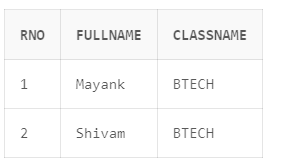 RNO FULLNAME CLASSNAME
1 Mayank BTECH
2 Shivam BTECH